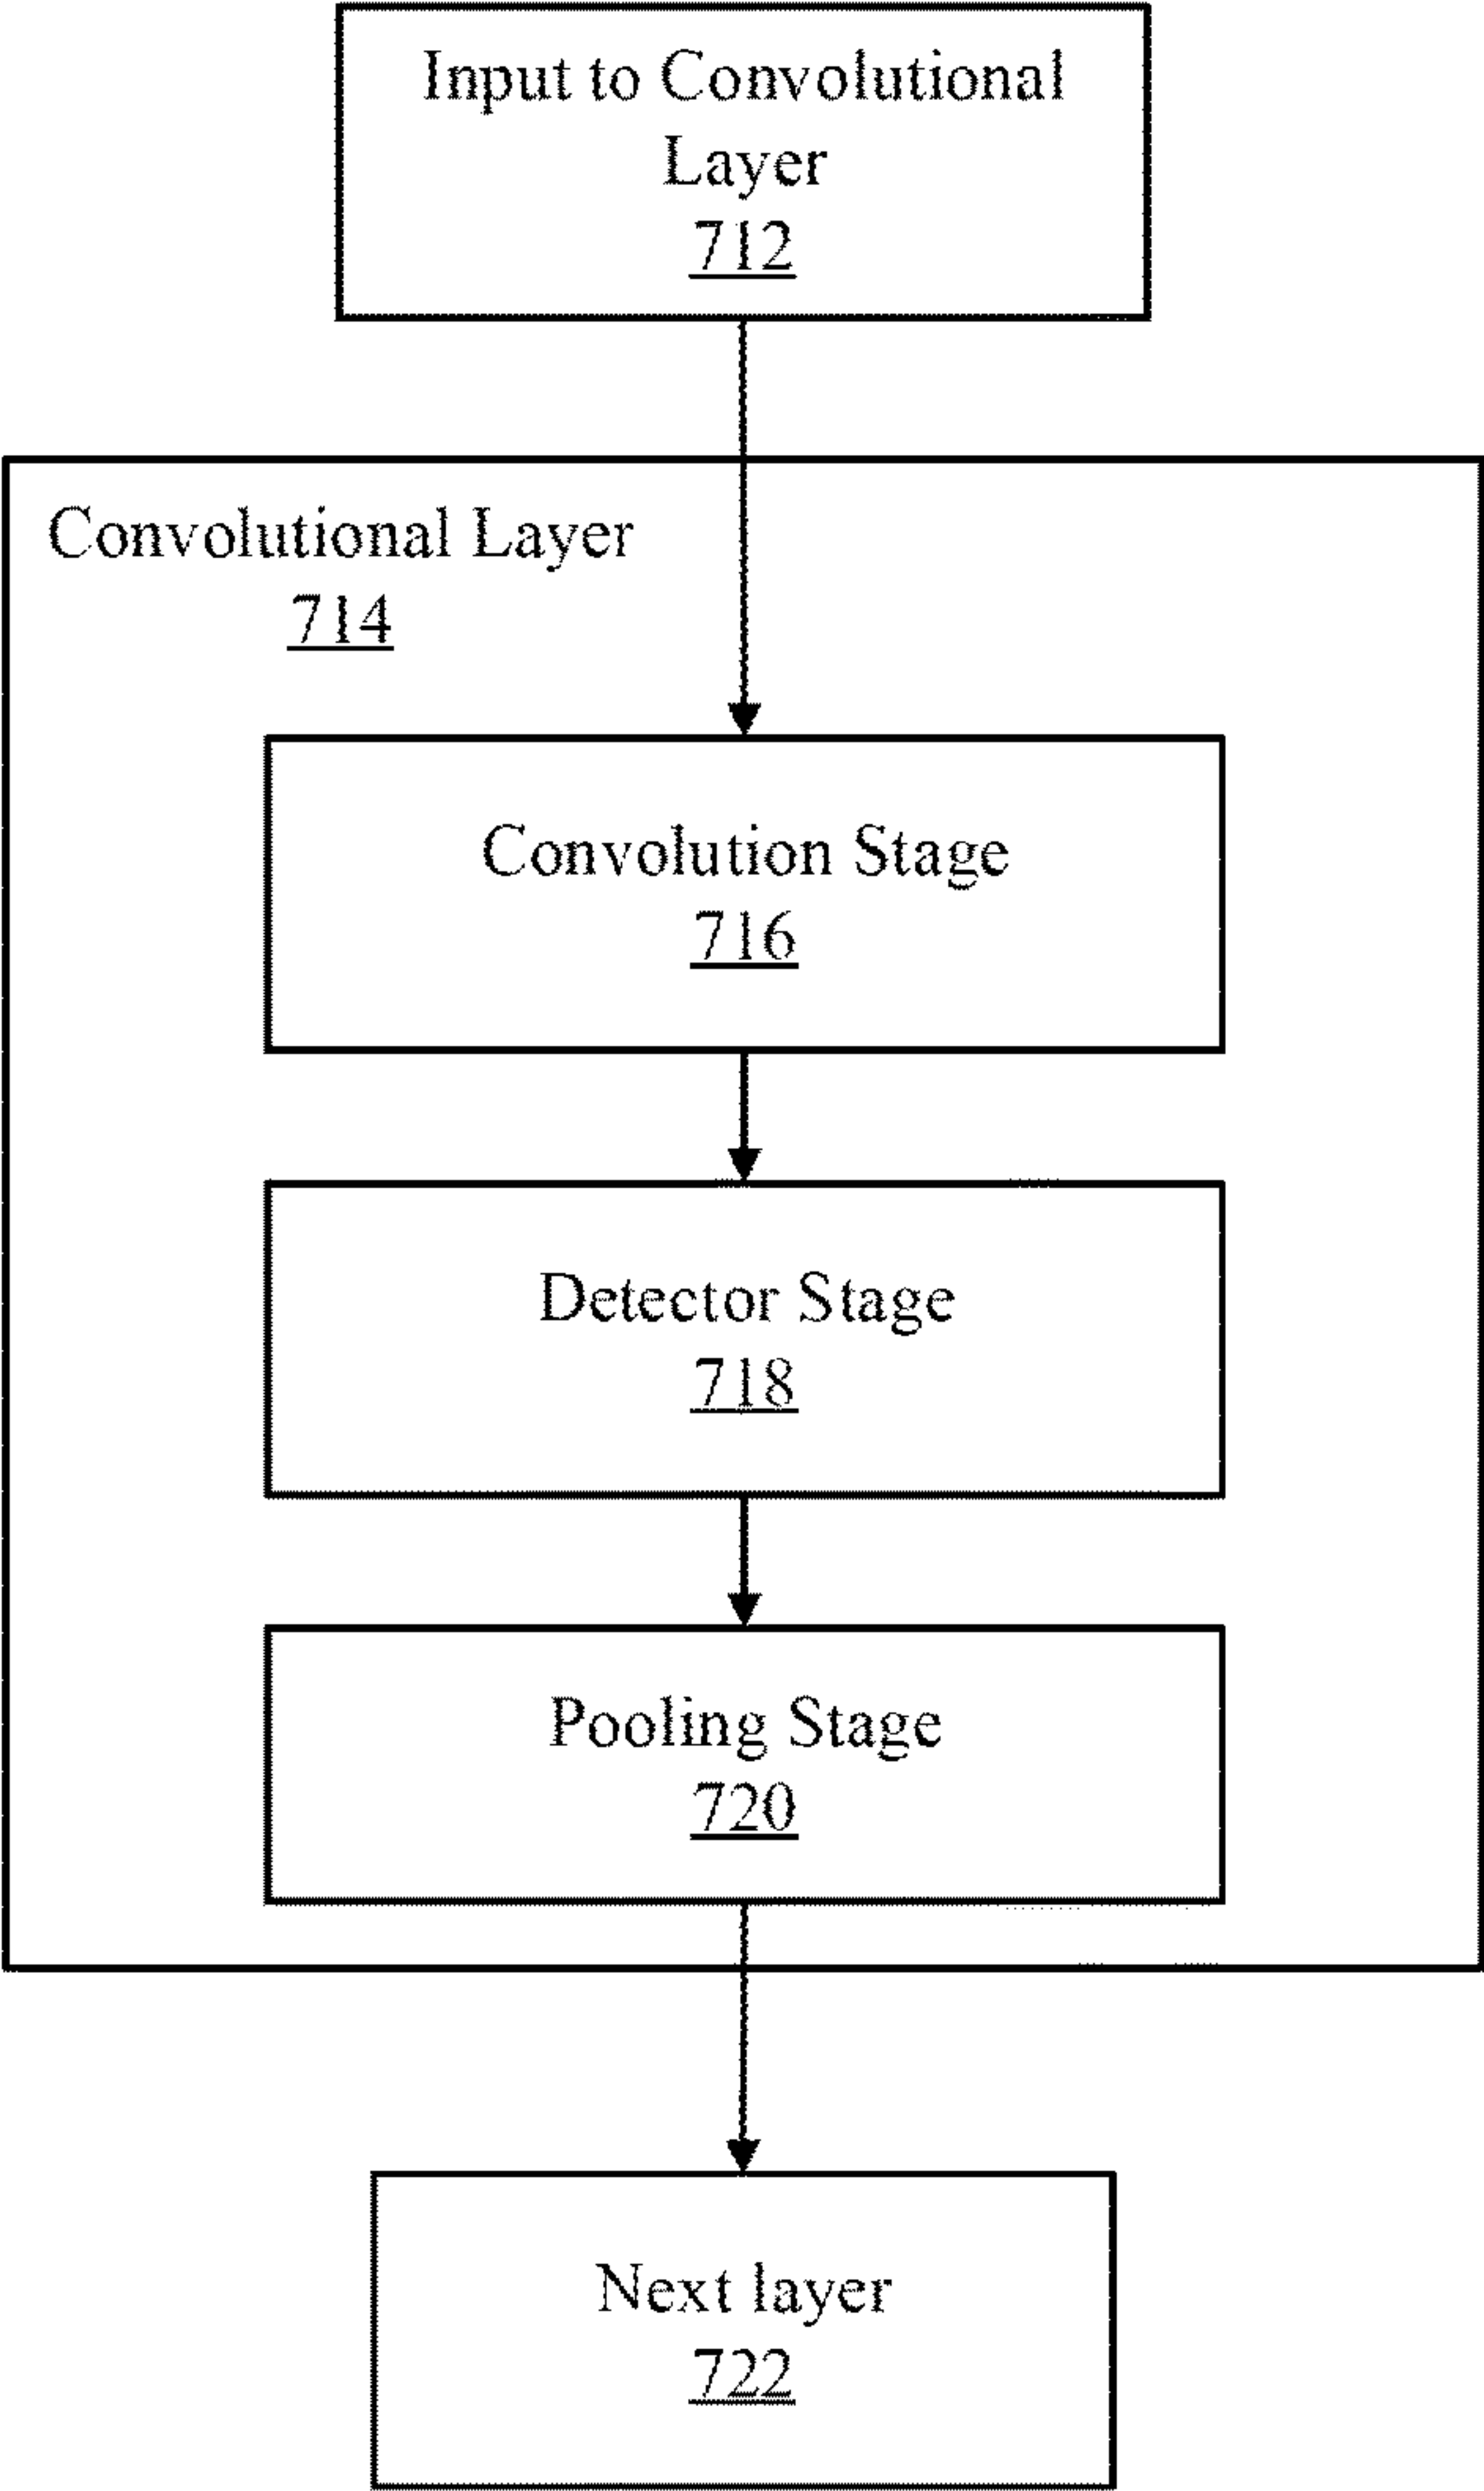 Input to Convolutional
Layer
712
Convolutional Layer
714
Convolution Stage
716
Detector Stage
718
Pooling Stage
720
Next layer
722